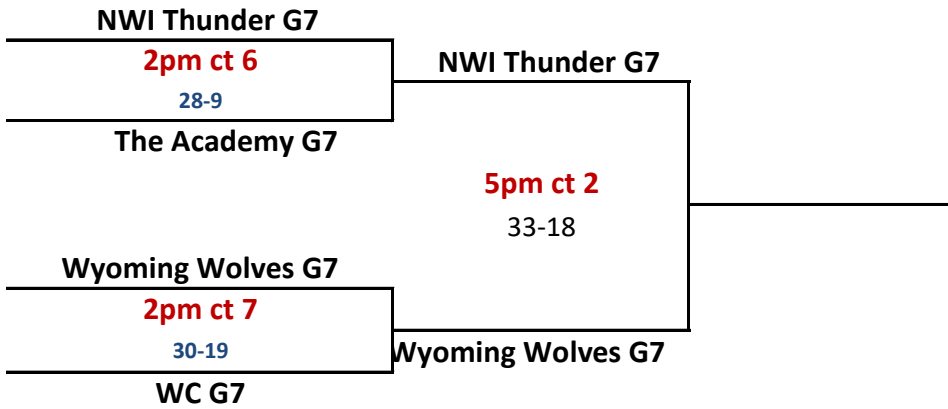 NWI Thunder G7
2pm ct 6
28-9
The Academy G7
NWI Thunder G7
5pm ct 2
33-18
Wyoming Wolves G7
2pm ct 7
30-19
WC G7
Wyoming Wolves G7